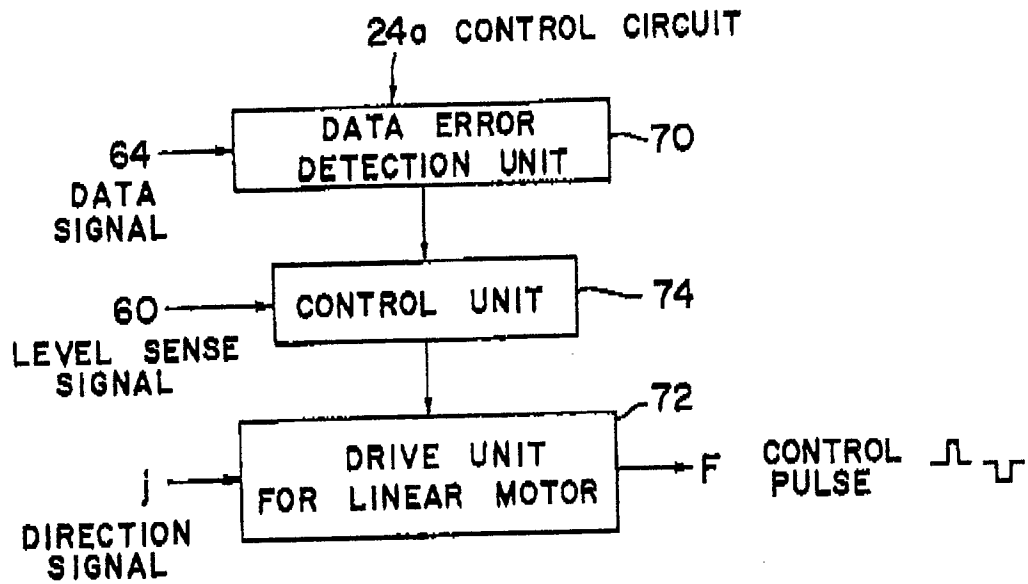 24a CONTROL CIRCUIT
DATA ERROR
DETECTION UNIT
70
64
DATA
SIGNAL
CONTROL UNIT
74
60
LEVEL SENSE
SIGNAL
72
DRIVE UNIT
FOR LINEAR MOTOR
j
DIRECTION
SIGNAL
F CONTROL
PULSE